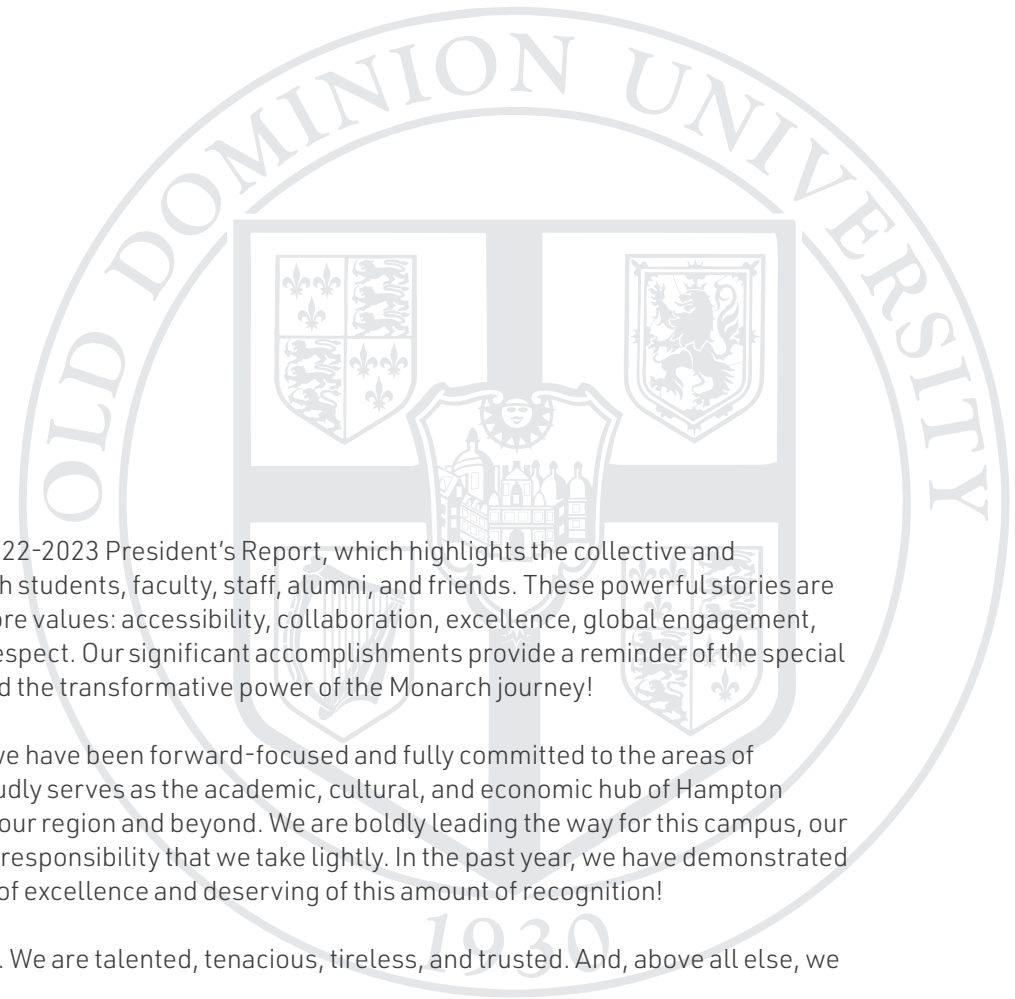 OLD DOMINION UNIVERSITY
22-2023 President's Report, which highlights the collective and
h students, faculty, staff, alumni, and friends. These powerful stories are
ore values: accessibility, collaboration, excellence, global engagement,
espect. Our significant accomplishments provide a reminder of the special
d the transformative power of the Monarch journey!
we have been forward-focused and fully committed to the areas of
udly serves as the academic, cultural, and economic hub of Hampton
our region and beyond. We are boldly leading the way for this campus, our
responsibility that we take lightly. In the past year, we have demonstrated
of excellence and deserving of this amount of recognition!
1930
. We are talented, tenacious, tireless, and trusted. And, above all else, we